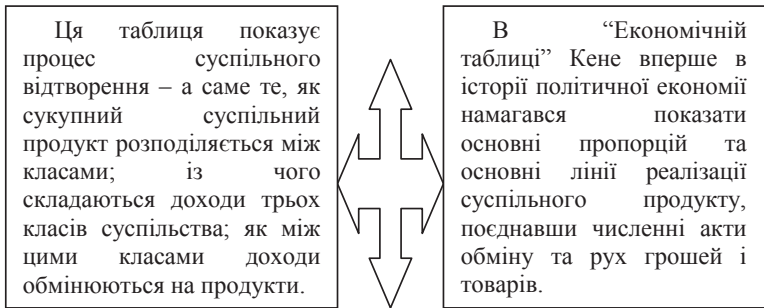 Ця таблиця показує
процес суспільного
відтворення – а саме те, як
сукупний суспільний
продукт розподіляється між
класами; із чого
складаються доходи трьох
класів суспільства; як між
цими класами доходи
обмінюються на продукти.
В “Економічній
таблиці” Кене вперше в
історії політичної економії
намагався показати
основні пропорцій та
основні лінії реалізації
суспільного продукту,
поєднавши численні акти
обміну та рух грошей і
товарів.